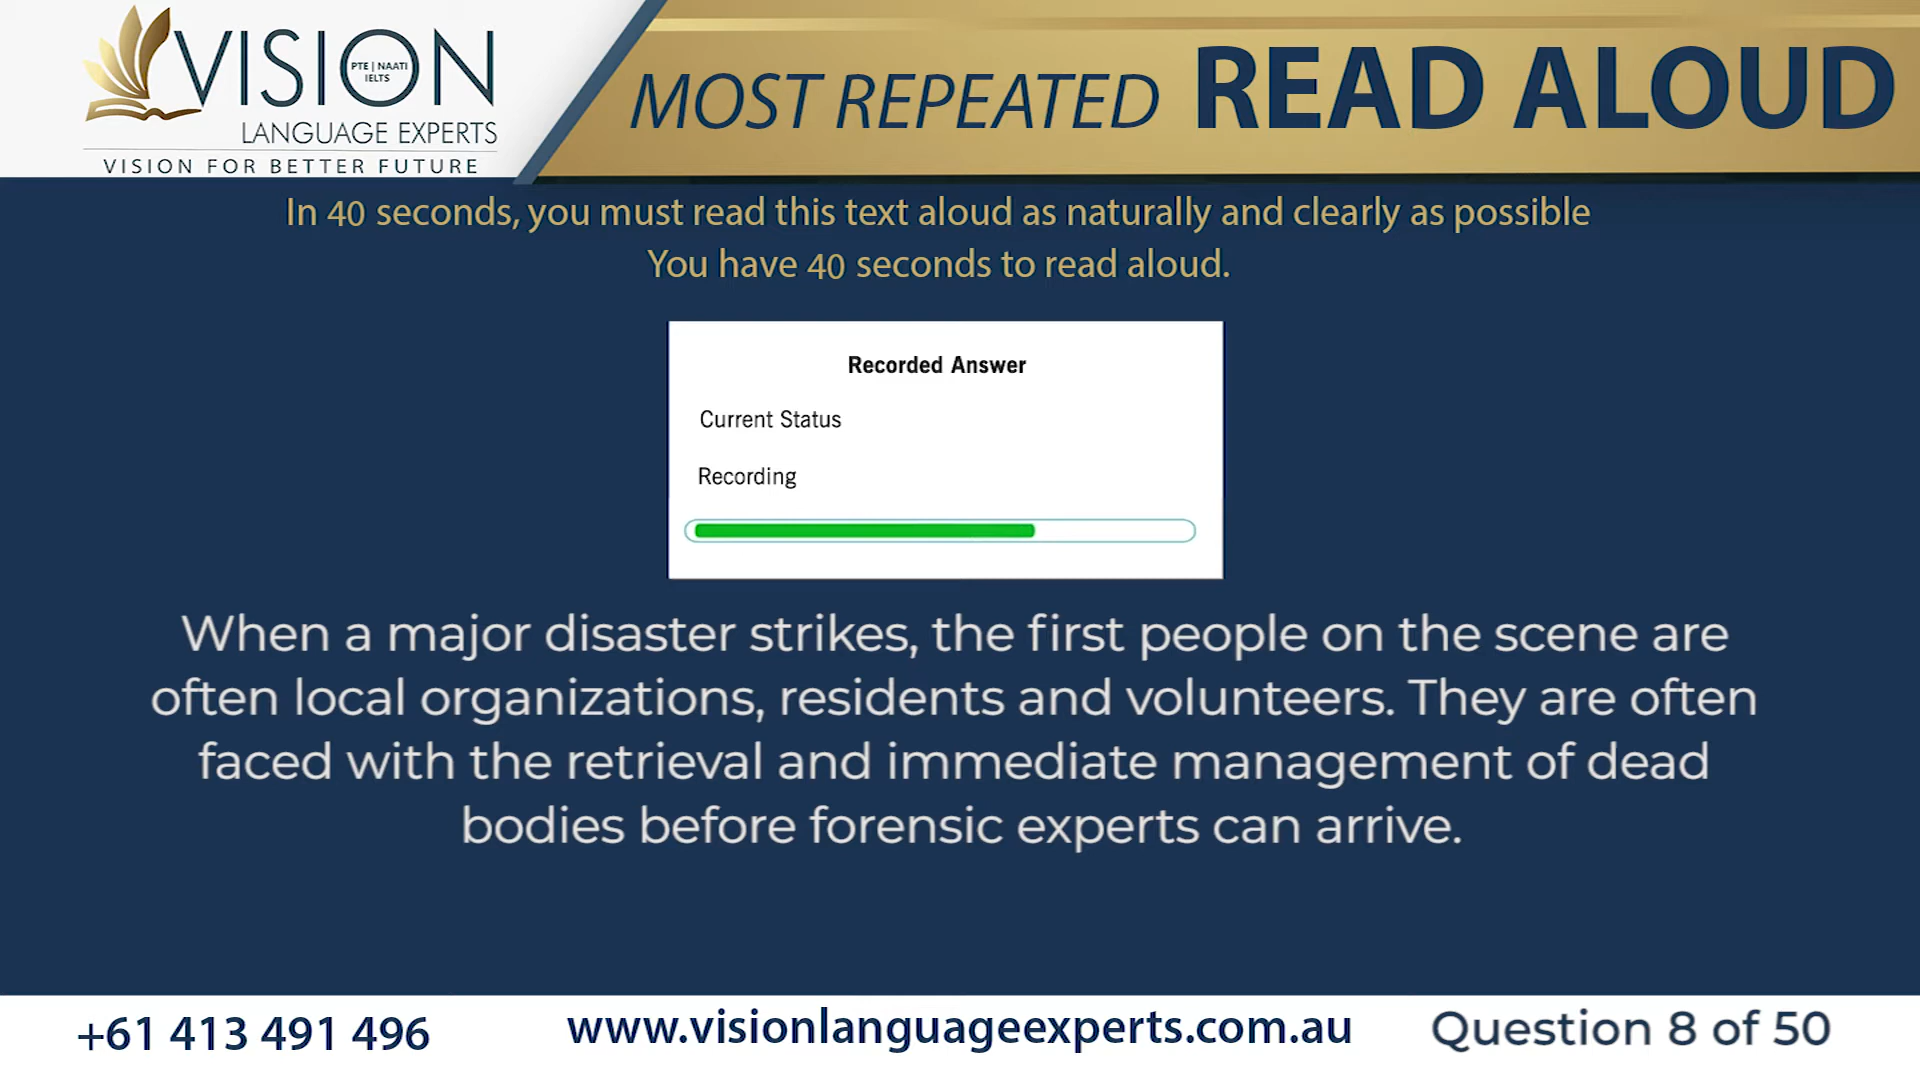 VISION
PTE | NAATI
IELTS
LANGUAGE EXPERTS
VISION FOR BETTER FUTURE
MOST REPEATED READ ALOUD
In 40 seconds, you must read this text aloud as naturally and clearly as possible
You have 40 seconds to read aloud.
Recorded Answer
Current Status
Recording
When a major disaster strikes, the first people on the scene are
often local organizations, residents and volunteers. They are often
faced with the retrieval and immediate management of dead
bodies before forensic experts can arrive.
+61 413 491 496
www.visionlanguageexperts.com.au
Question 8 of 50